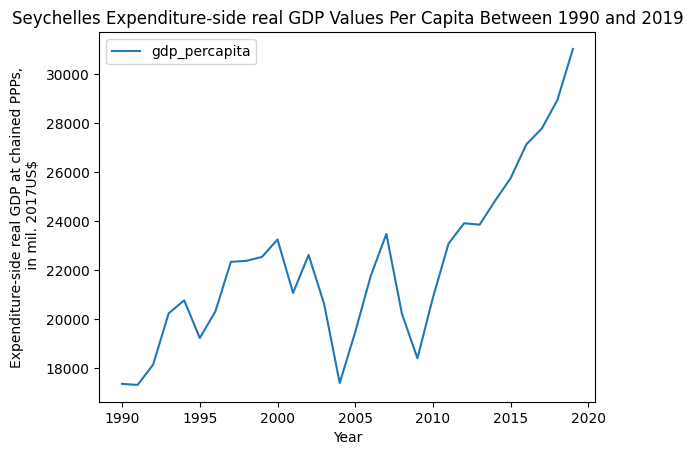 Seychelles Expenditure-side real GDP Values Per Capita Between 1990 and 2019
gdp_percapita
Expenditure-side real GDP at chained PPPs,
in mil. 2017US$
30000
28000
26000
24000
22000
20000
18000
1990
1995
2000
2005
2010
2015
2020
Year